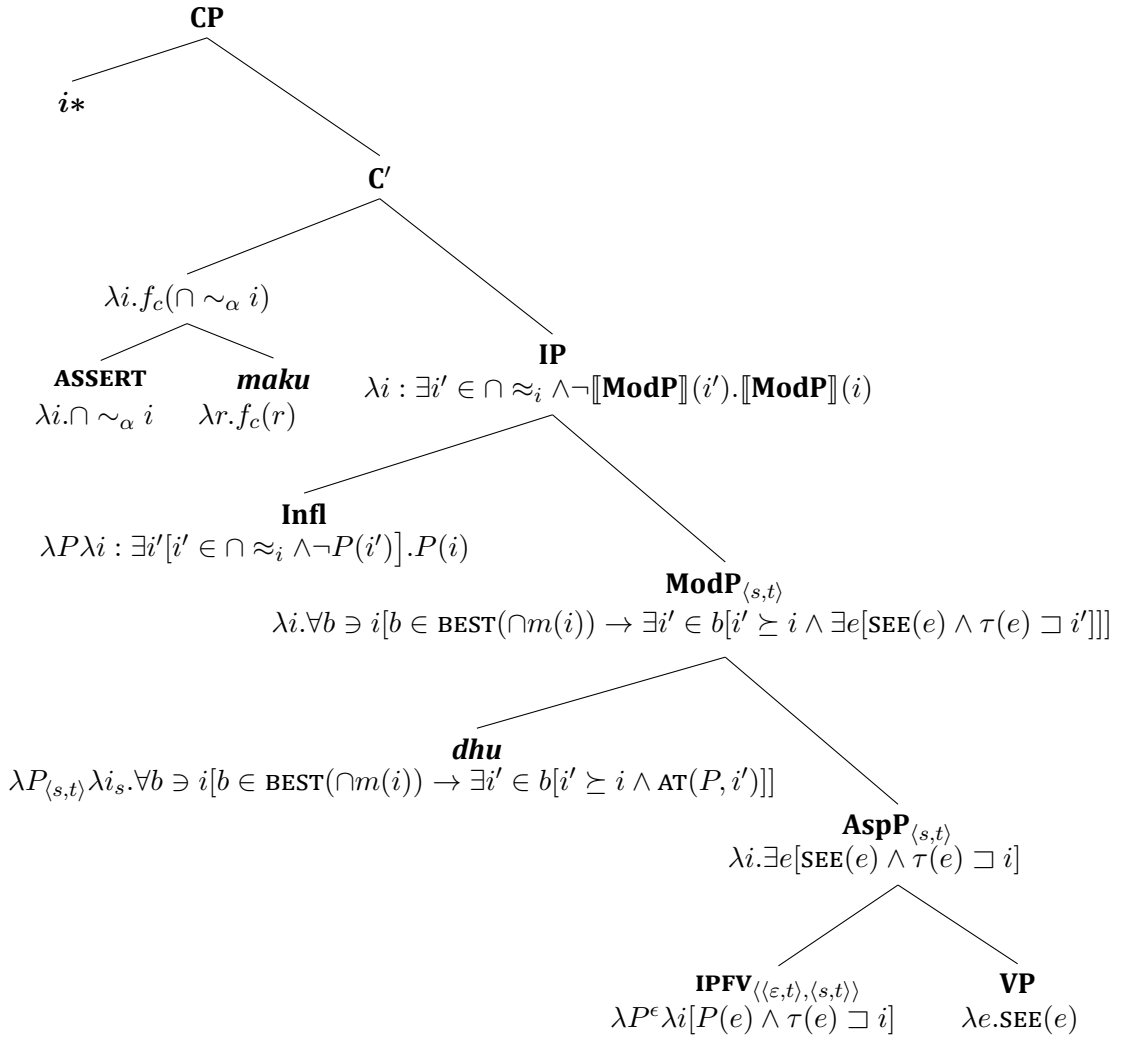 CP
i∗
C′
λi.f_c(∩ ∼_α i)
ASSERT maku
λi.∩ ∼_α i λr.f_c(r)
IP
λi : ∃i′ ∈ ∩ ≈_i ∧¬⟦ModP⟧(i′).⟦ModP⟧(i)
Infl
λPλi : ∃i′[i′ ∈ ∩ ≈_i ∧¬P(i′)].P(i)
ModP_⟨s,t⟩
λi.∀b ∋ i[b ∈ BEST(∩m(i)) → ∃i′ ∈ b[i′ ⪰ i ∧ ∃e[SEE(e) ∧ τ(e) ⊐ i′]]]
dhu
λP_⟨s,t⟩λi_s.∀b ∋ i[b ∈ BEST(∩m(i)) → ∃i′ ∈ b[i′ ⪰ i ∧ AT(P, i′)]]
AspP_⟨s,t⟩
λi.∃e[SEE(e) ∧ τ(e) ⊐ i]
IPFV_⟨⟨ε,t⟩,⟨s,t⟩⟩ VP
λP^ϵλi[P(e) ∧ τ(e) ⊐ i] λe.SEE(e)